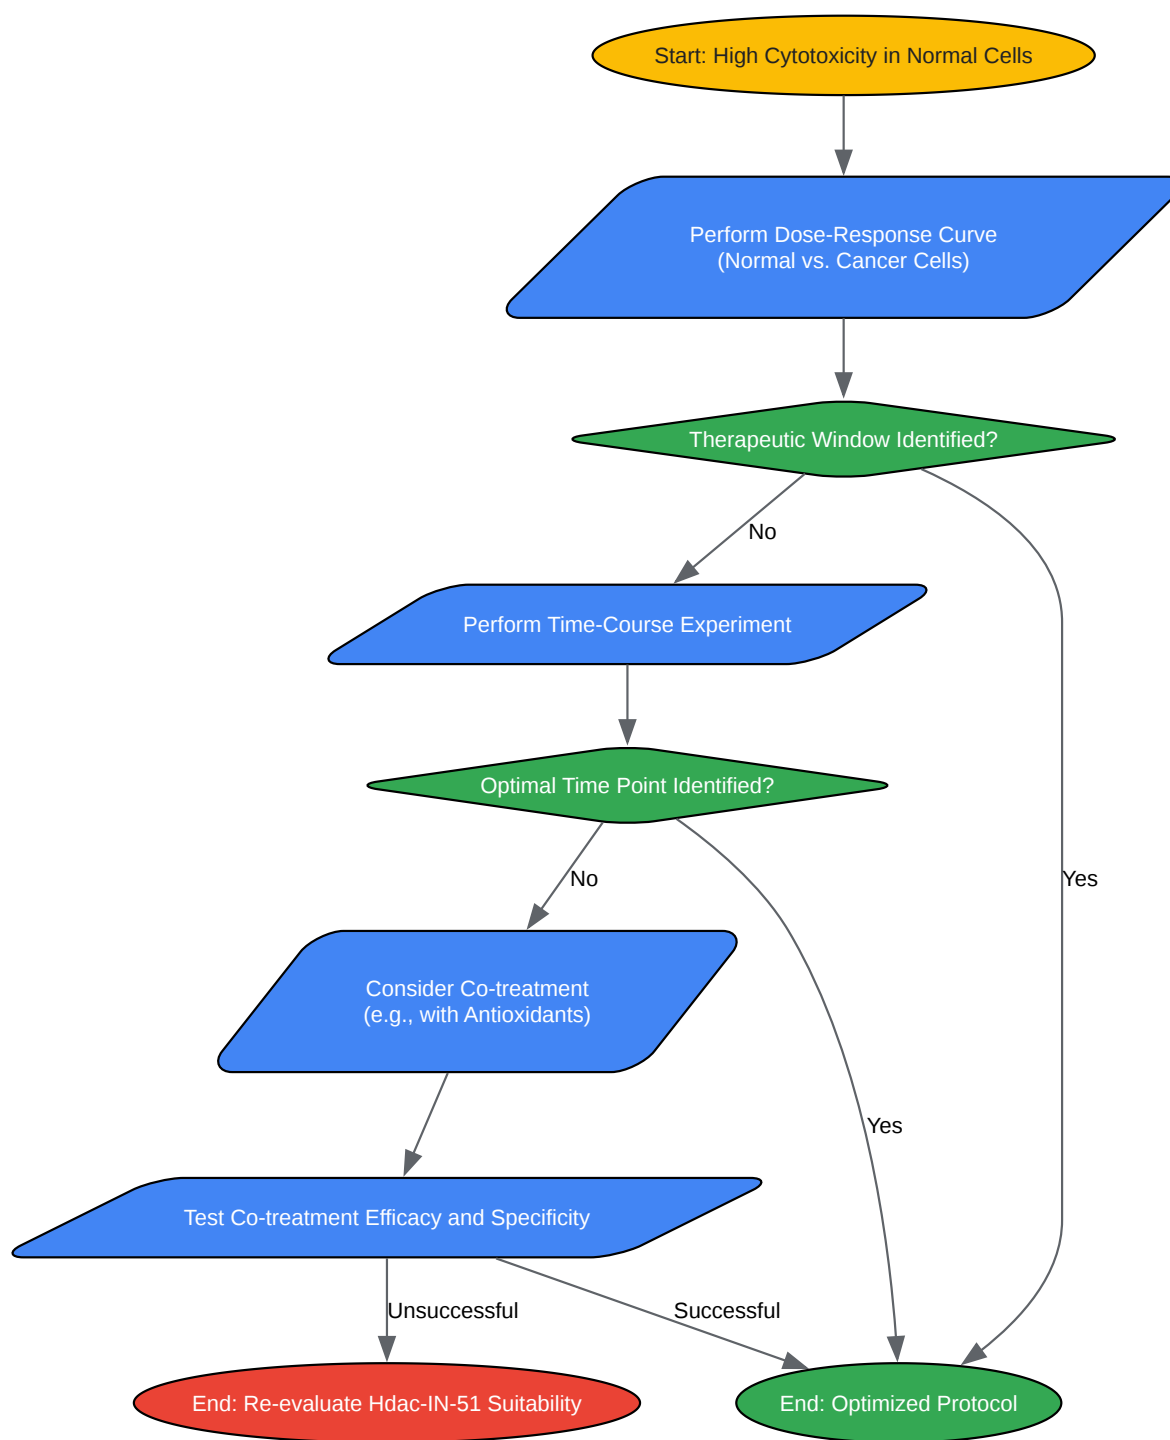 Start: High Cytotoxicity in Normal Cells
Perform Dose-Response Curve
(Normal vs. Cancer Cells)
Therapeutic Window Identified?
No
Perform Time-Course Experiment
Optimal Time Point Identified?
No
Yes
Consider Co-treatment
(e.g., with Antioxidants)
Yes
Test Co-treatment Efficacy and Specificity
Unsuccessful
Successful
End: Re-evaluate Hdac-IN-51 Suitability
End: Optimized Protocol